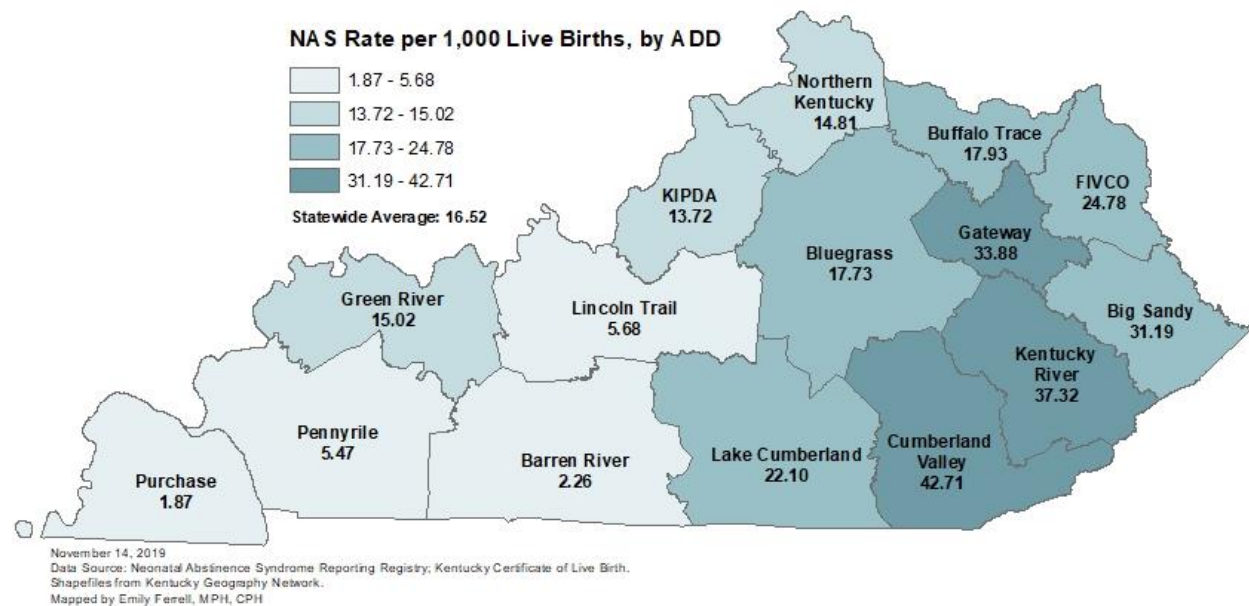 NAS Rate per 1,000 Live Births, by ADD
1.87 - 5.68
13.72 - 15.02
17.73 - 24.78
31.19 - 42.71
Statewide Average: 16.52
Northern
Kentucky
14.81
Buffalo Trace
17.93
FIVCO
24.78
KIPDA
13.72
Gateway
33.88
Bluegrass
17.73
Green River
15.02
Lincoln Trail
5.68
Big Sandy
31.19
Kentucky
River
37.32
Pennyrile
5.47
Barren River
2.26
Lake Cumberland
22.10
Cumberland
Valley
42.71
Purchase
1.87
November 14, 2019
Data Source: Neonatal Abstinence Syndrome Reporting Registry; Kentucky Certificate of Live Birth.
Shapefiles from Kentucky Geography Network.
Mapped by Emily Ferrell, MPH, CPH